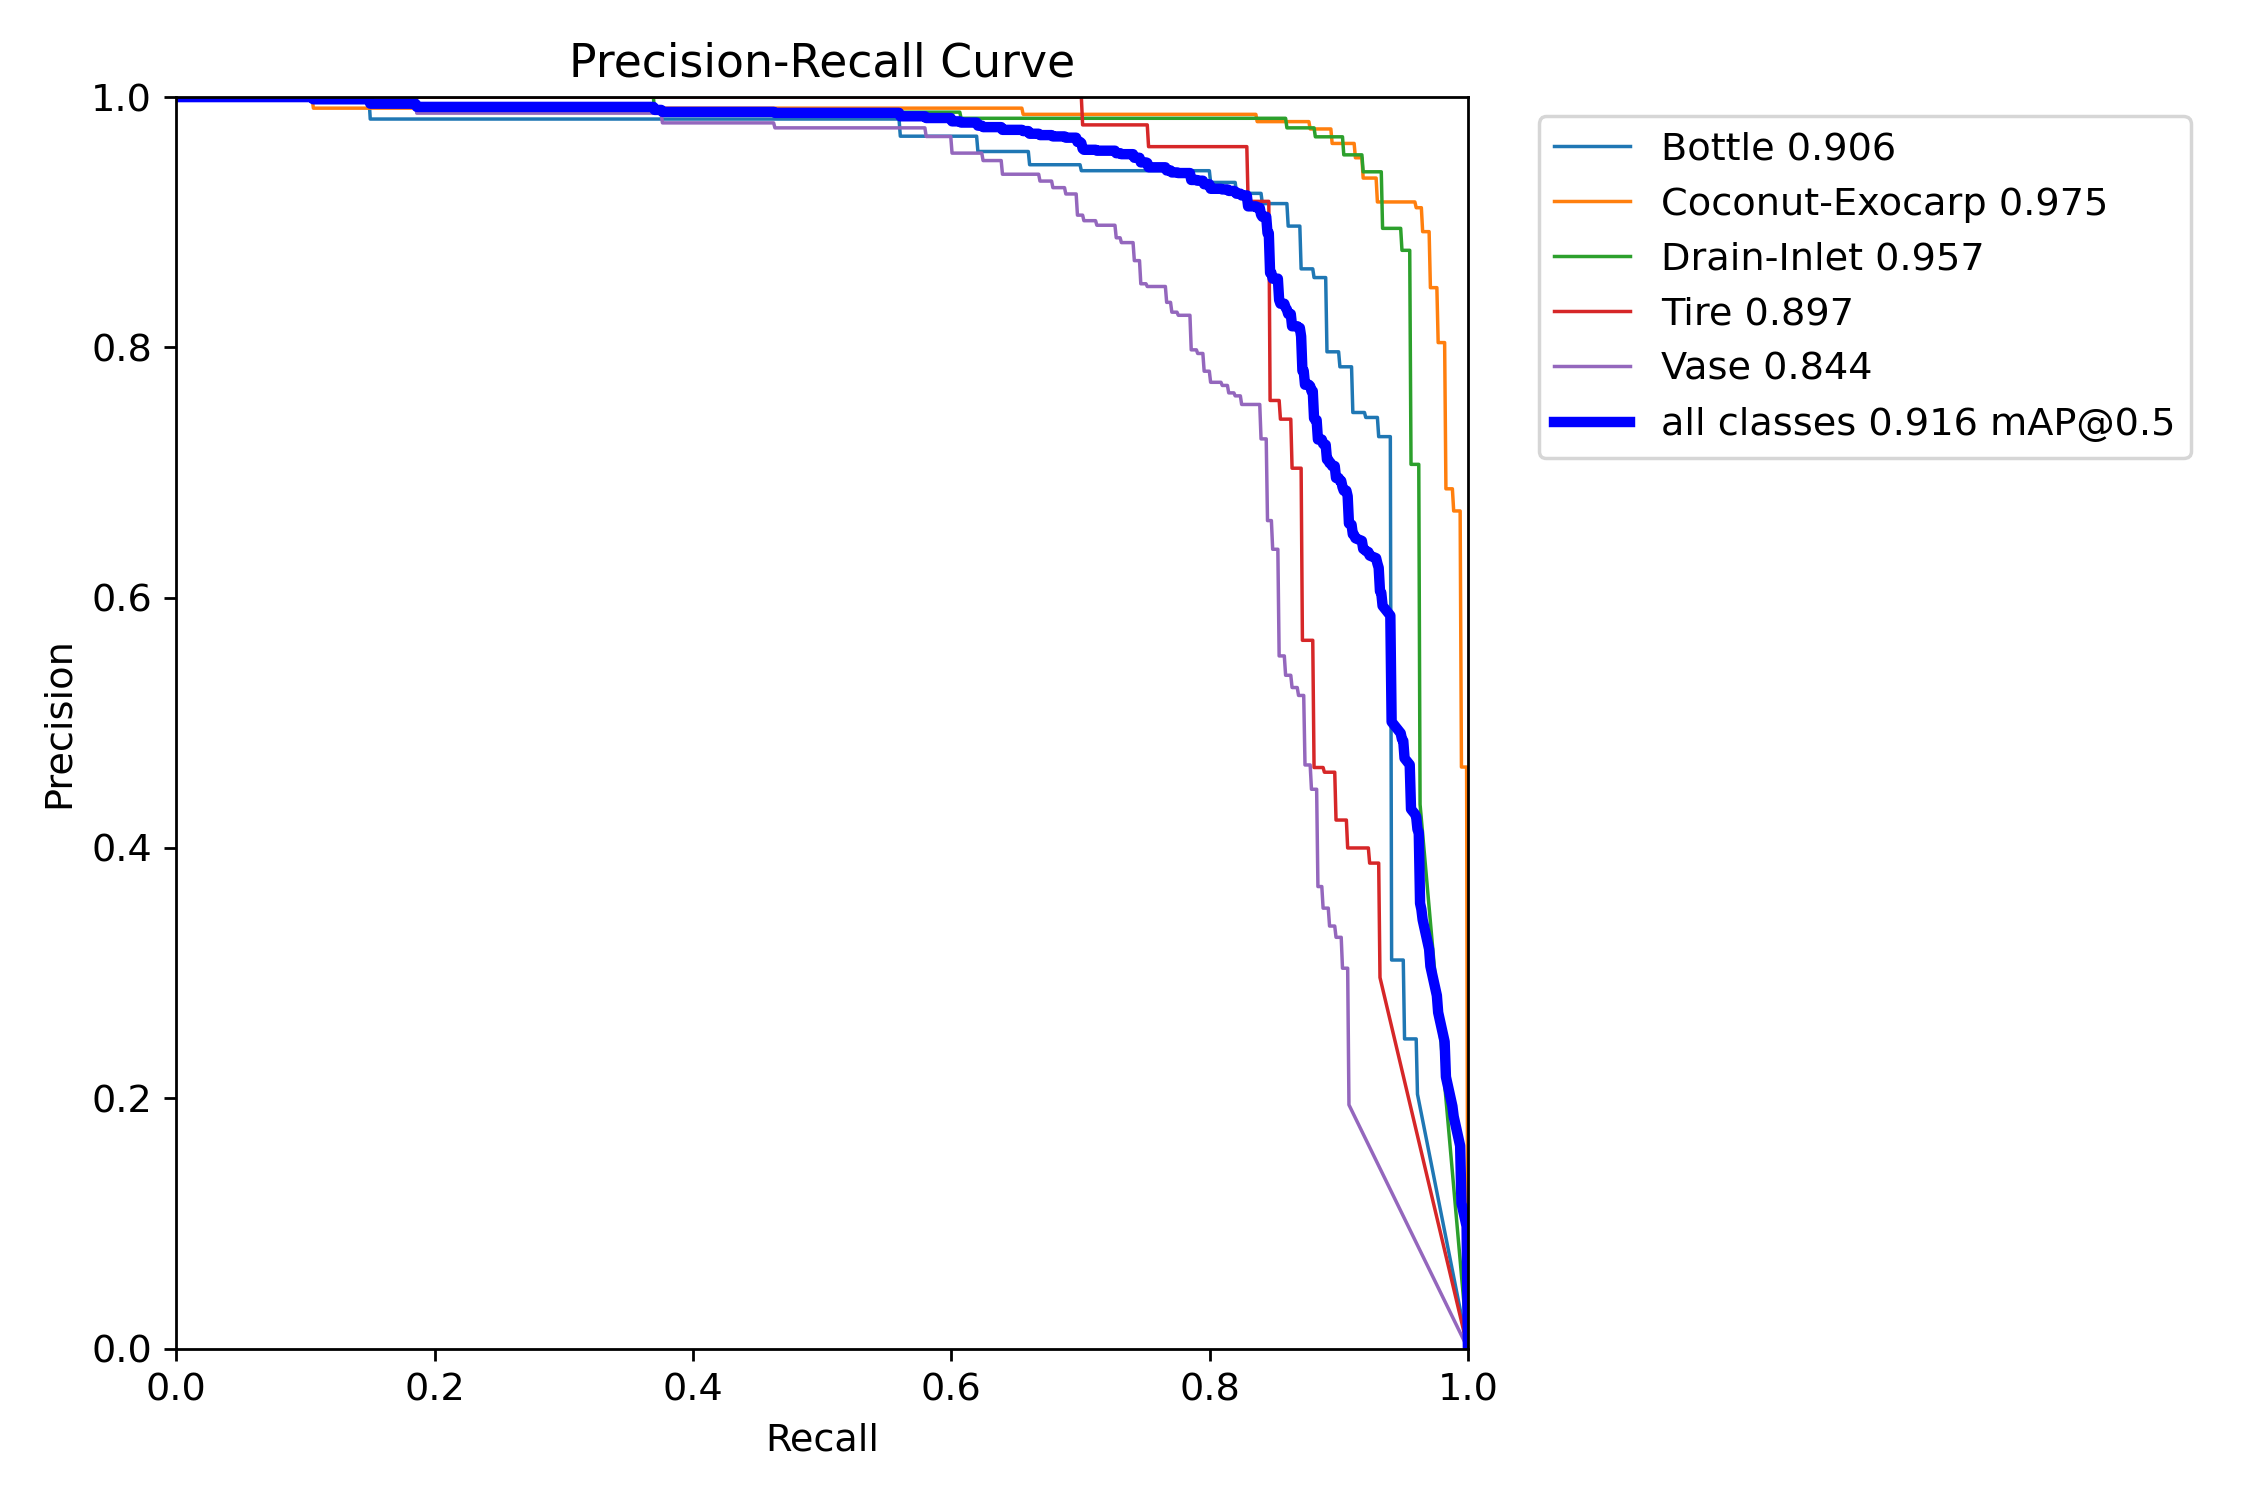 Precision-Recall Curve
1.0
0.8
0.6
0.4
0.2
0.0
Precision
0.0 0.2 0.4 0.6 0.8 1.0
Recall
Bottle 0.906
Coconut-Exocarp 0.975
Drain-Inlet 0.957
Tire 0.897
Vase 0.844
all classes 0.916 mAP@0.5